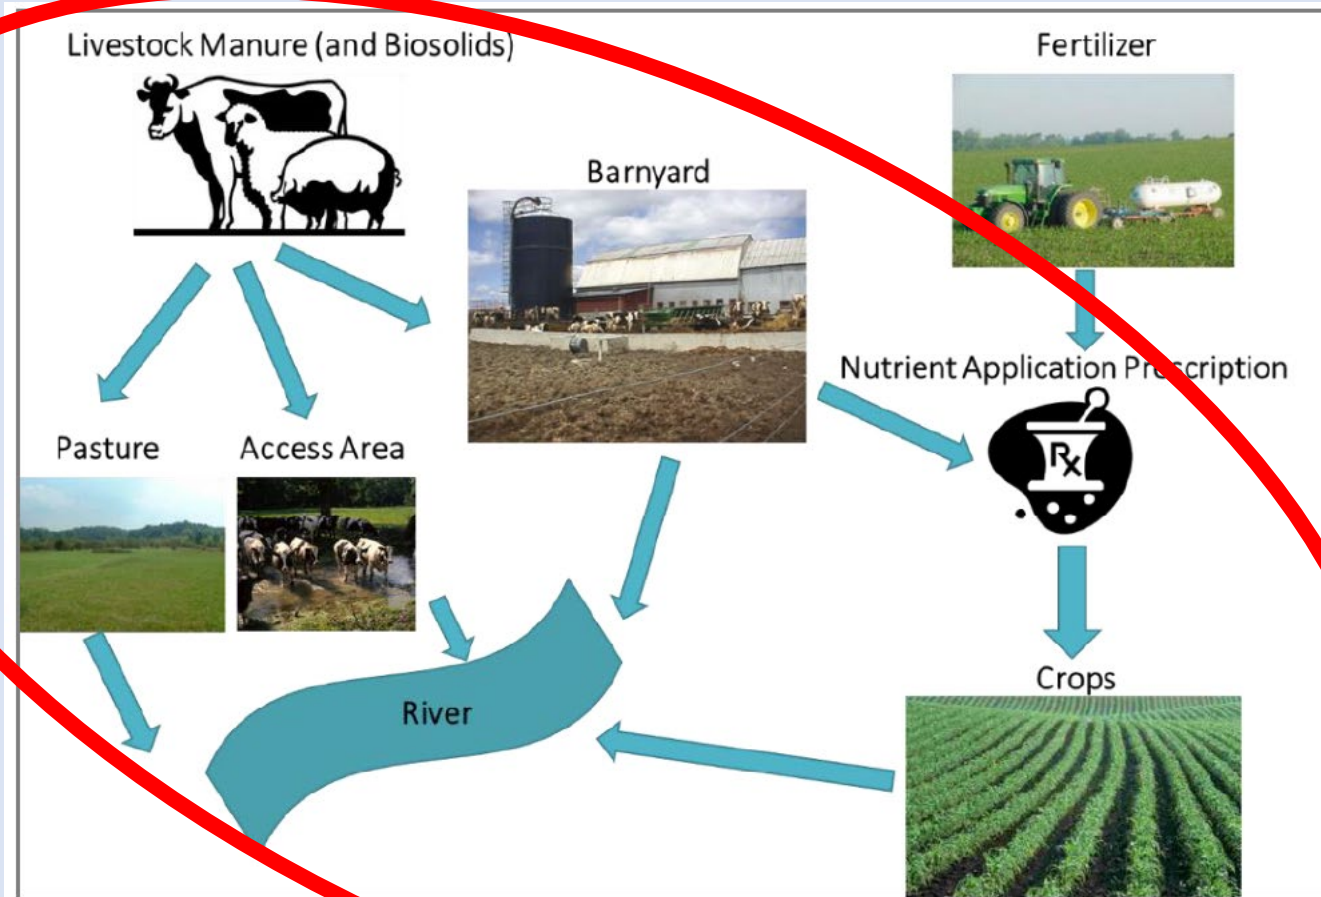 Livestock Manure (and Biosolids)
Fertilizer
Barnyard
Nutrient Application Prescription
Rx
Pasture
Access Area
River
Crops